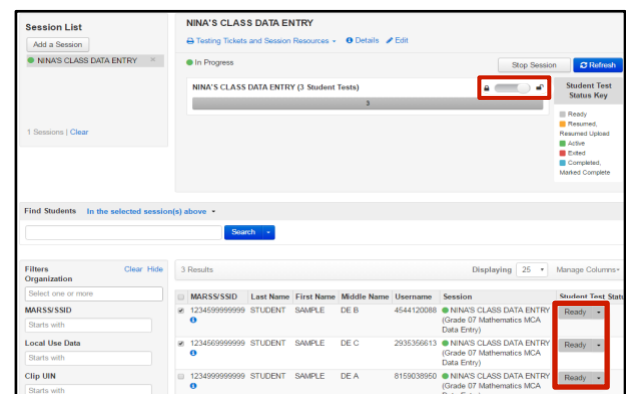 Session List
Add a Session
NINA'S CLASS DATA ENTRY ×
1 Sessions | Clear
NINA'S CLASS DATA ENTRY
Testing Tickets and Session Resources Details Edit
In Progress
Stop Session Refresh
NINA'S CLASS DATA ENTRY (3 Student Tests)
3
Student Test
Status Key
Ready
Resumed,
Resumed Upload
Active
Exited
Completed,
Marked Complete
Find Students In the selected session(s) above
Search
Filters Clear Hide
Organization
Select one or more
MARSS/SSID
Starts with
Local Use Data
Starts with
Clip UIN
Starts with
3 Results Displaying 25 Manage Columns
MARSS/SSID Last Name First Name Middle Name Username Session Student Test Statu
1234599999999 STUDENT SAMPLE DE B 4544120088 NINA'S CLASS DATA ENTRY Ready
(Grade 07 Mathematics MCA
Data Entry)
1234569999999 STUDENT SAMPLE DE C 2935356613 NINA'S CLASS DATA ENTRY Ready
(Grade 07 Mathematics MCA
Data Entry)
1234999999999 STUDENT SAMPLE DE A 8159038950 NINA'S CLASS DATA ENTRY Ready
(Grade 07 Mathematics MCA